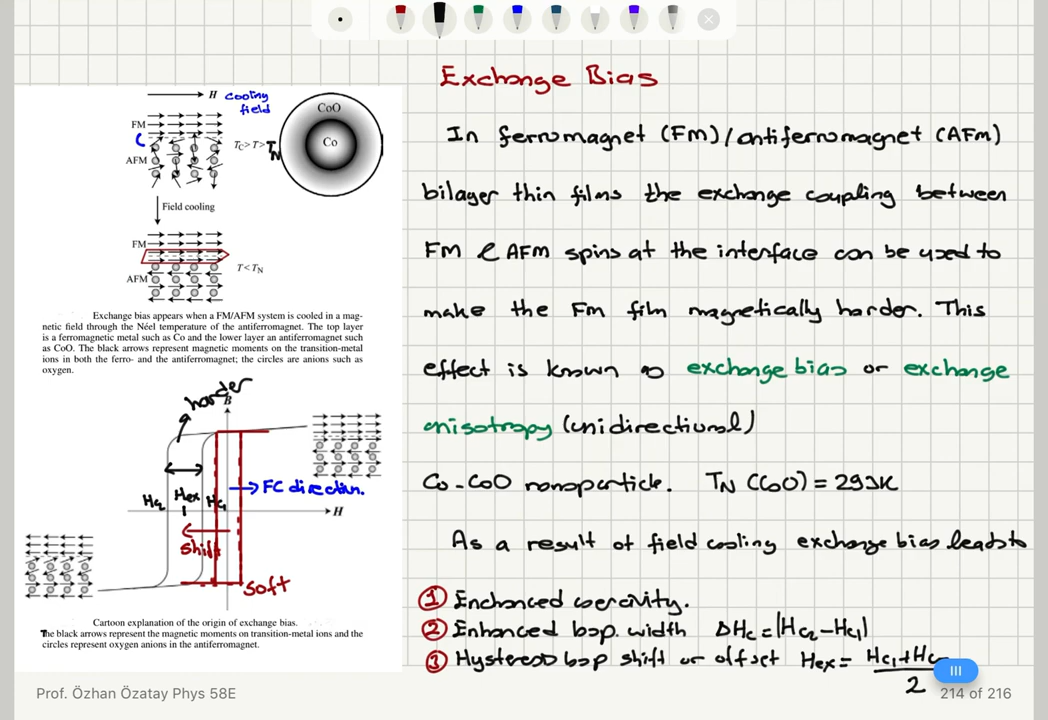 Exchange Bias
In ferromagnet (FM)/antiferromagnet (AFM)
bilayer thin films the exchange coupling between
FM & AFM spins at the interface can be used to
make the FM film magnetically harder. This
effect is known as exchange bias or exchange
anisotropy (unidirectional)
Co-CoO nanoparticle. TN (CoO) = 293K
As a result of field cooling exchange bias leads to
① Enchanced coercivity.
② Enhanced loop. width ΔHc = |Hc2 - Hc1|
③ Hysteresis loop shift or offset Hex = Hc1 + Hc
2
H cooling
field
FM
AFM
TC > T > TN
CoO
Co
Field cooling
FM
AFM
T < TN
Exchange bias appears when a FM/AFM system is cooled in a mag-
netic field through the Néel temperature of the antiferromagnet. The top layer
is a ferromagnetic metal such as Co and the lower layer an antiferromagnet such
as CoO. The black arrows represent magnetic moments on the transition-metal
ions in both the ferro- and the antiferromagnet; the circles are anions such as
oxygen.
harder
B
FC direction.
Hc2 Hex Hc1
H
shift
soft
Cartoon explanation of the origin of exchange bias.
The black arrows represent the magnetic moments on transition-metal ions and the
circles represent oxygen anions in the antiferromagnet.
Prof. Özhan Özatay Phys 58E
214 of 216